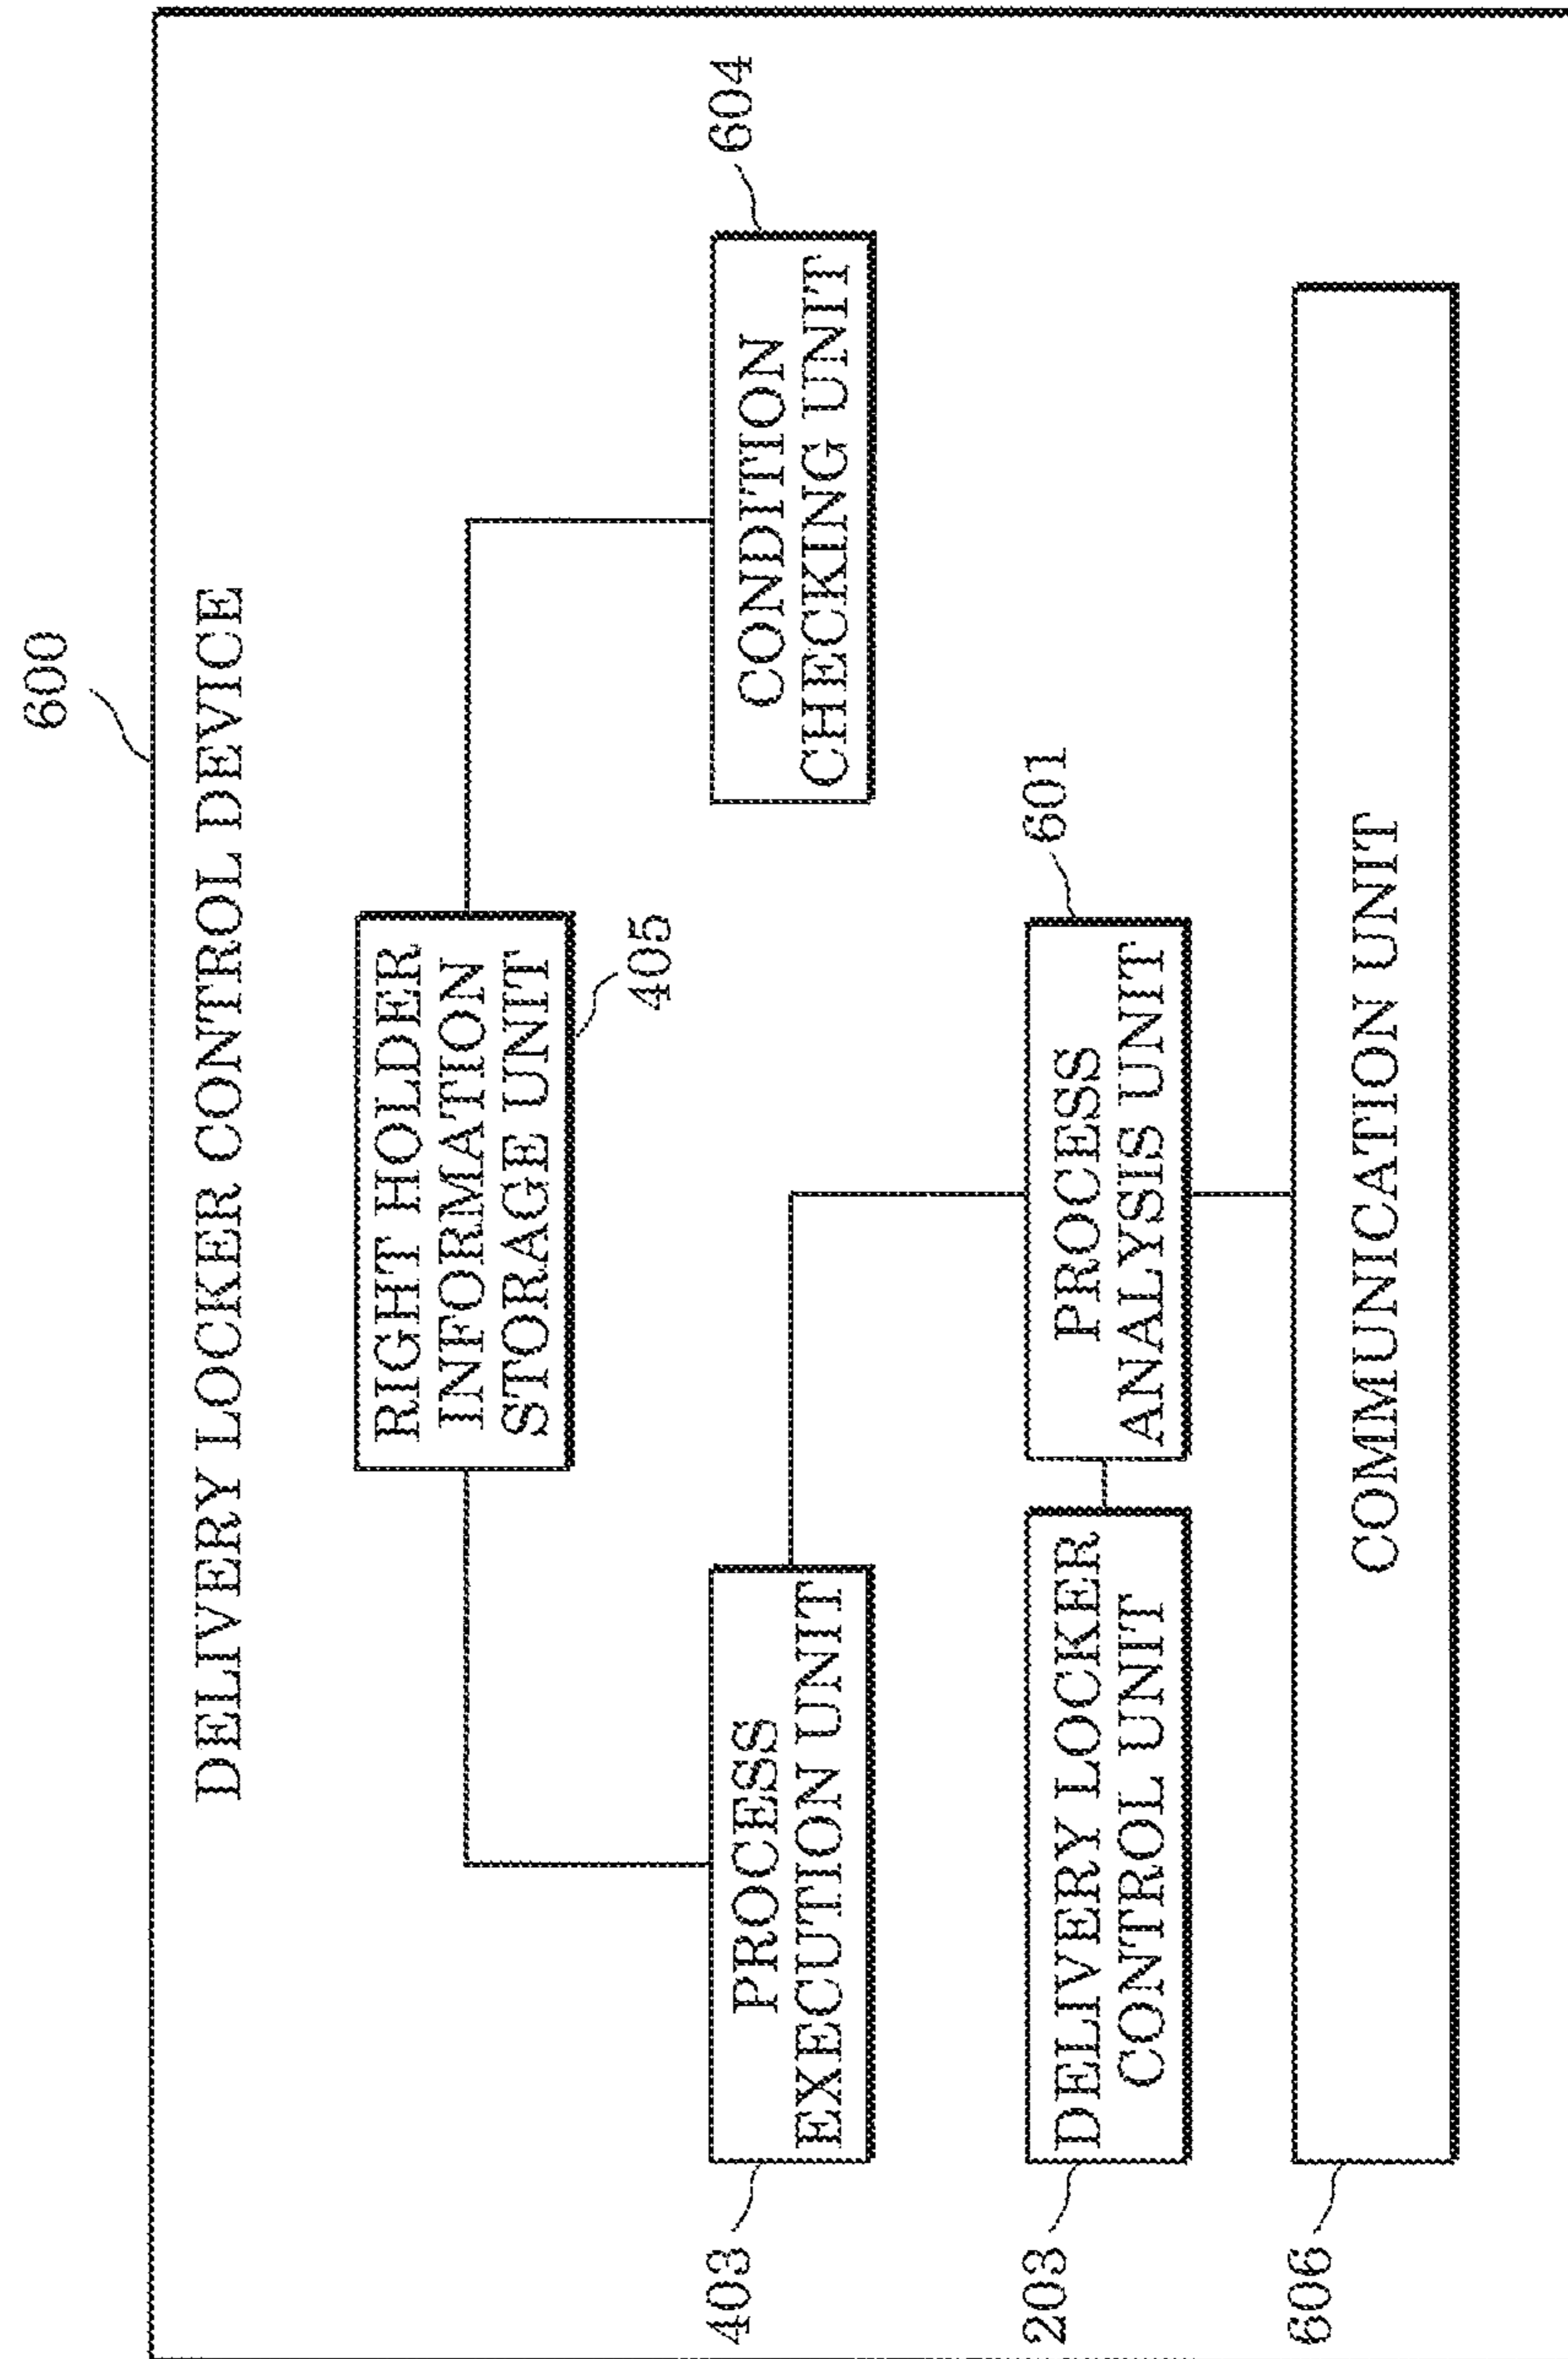 600
DELIVERY LOCKER CONTROL DEVICE
RIGHT HOLDER
INFORMATION
STORAGE UNIT
405
403
PROCESS
EXECUTION UNIT
CONDITION
CHECKING UNIT
604
203
DELIVERY LOCKER
CONTROL UNIT
PROCESS
ANALYSIS UNIT
601
606
COMMUNICATION UNIT